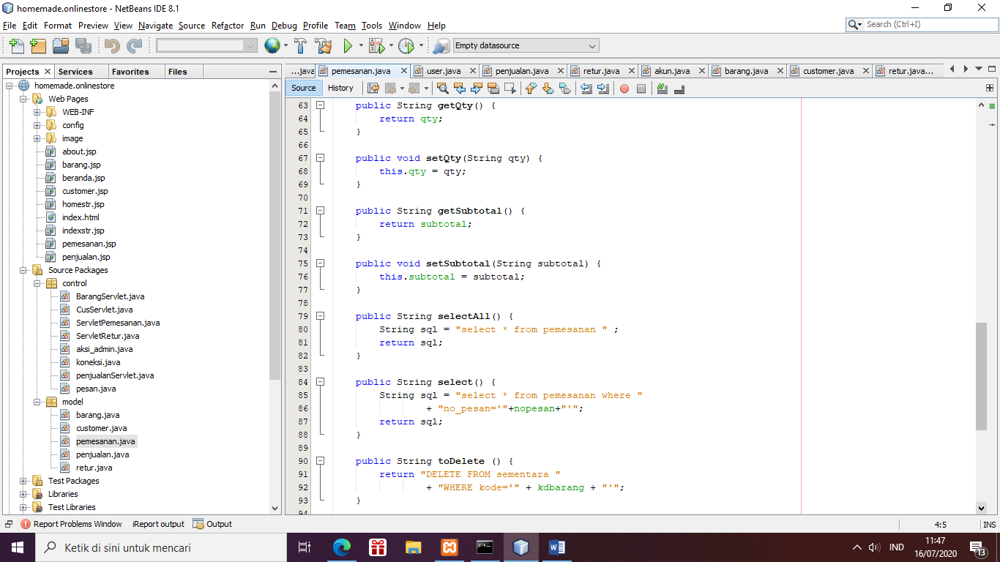 homemade.onlinestore - NetBeans IDE 8.1
File Edit Format Preview View Navigate Source Refactor Run Debug Profile Team Tools Window Help
Search (Ctrl+I)
Empty datasource
Projects Services Favorites Files
homemade.onlinestore
Web Pages
WEB-INF
config
image
about.jsp
barang.jsp
beranda.jsp
customer.jsp
homestr.jsp
index.html
indexstr.jsp
pemesanan.jsp
penjualan.jsp
Source Packages
control
BarangServlet.java
CusServlet.java
ServletPemesanan.java
ServletRetur.java
aksi_admin.java
koneksi.java
penjualanServlet.java
pesan.java
model
barang.java
customer.java
pemesanan.java
penjualan.java
retur.java
Test Packages
Libraries
Test Libraries
...java pemesanan.java user.java penjualan.java retur.java akun.java barang.java customer.java retur.java...
Source History
63 public String getQty() {
64 return qty;
65 }
66
67 public void setQty(String qty) {
68 this.qty = qty;
69 }
70
71 public String getSubtotal() {
72 return subtotal;
73 }
74
75 public void setSubtotal(String subtotal) {
76 this.subtotal = subtotal;
77 }
78
79 public String selectAll() {
80 String sql = "select * from pemesanan " ;
81 return sql;
82 }
83
84 public String select() {
85 String sql = "select * from pemesanan where "
86 + "no_pesan='"+nopesan+"'";
87 return sql;
88 }
89
90 public String toDelete () {
91 return "DELETE FROM sementara "
92 + "WHERE kode='" + kdbarang + "'";
93 }
94
Report Problems Window iReport output Output
4:5 INS
Ketik di sini untuk mencari
IND
11:47
16/07/2020
13